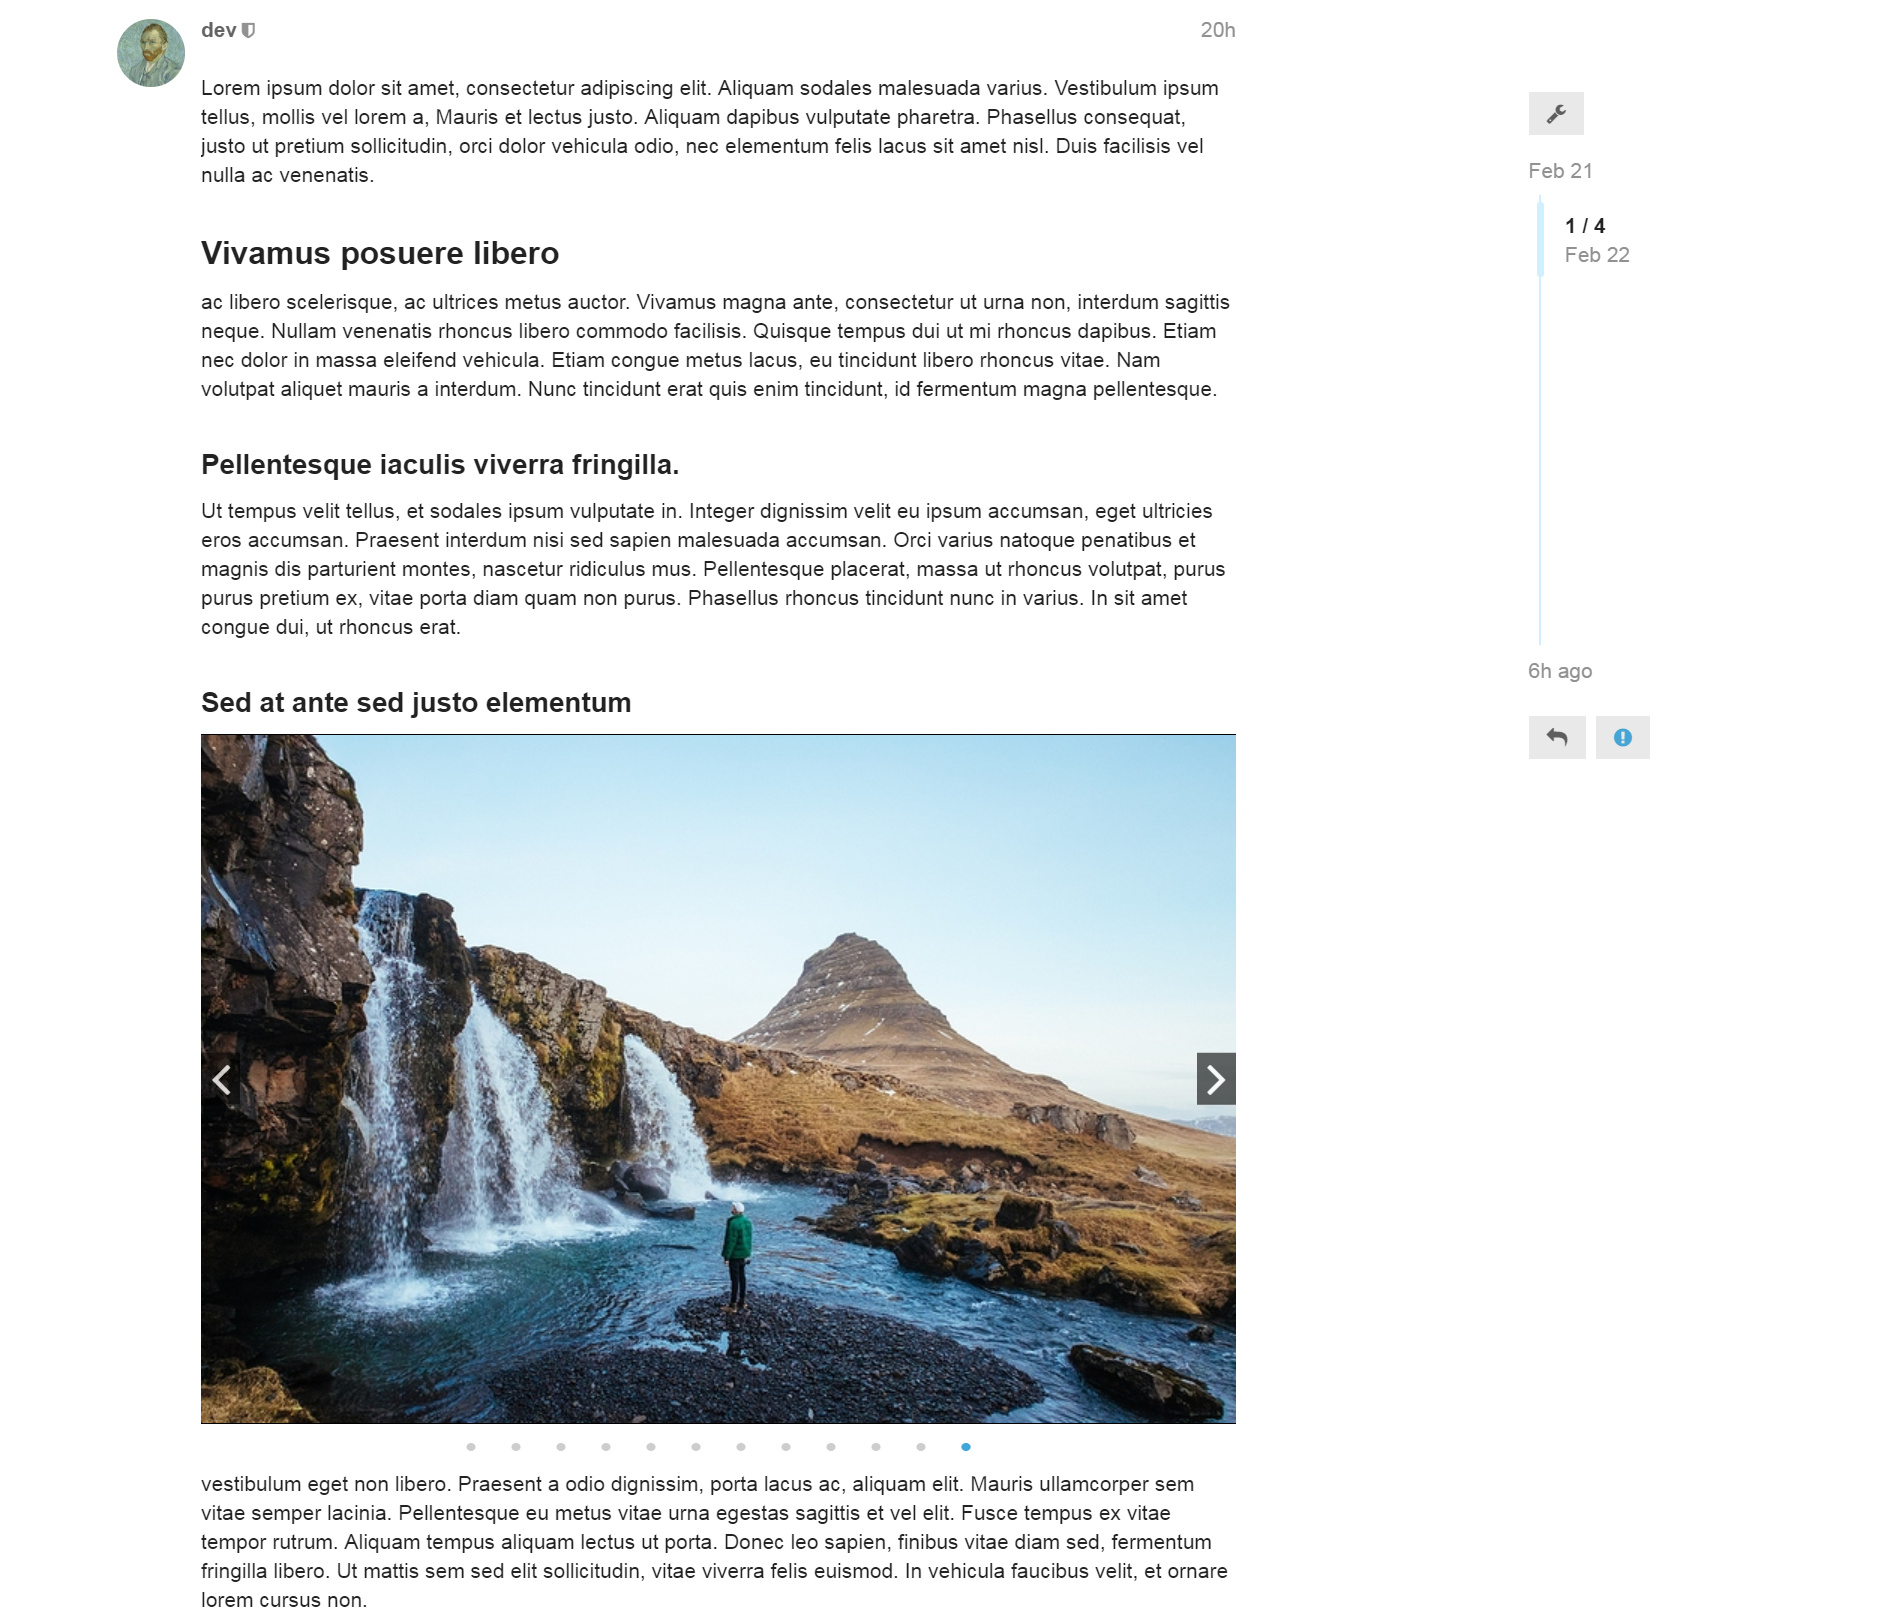 dev
20h
Lorem ipsum dolor sit amet, consectetur adipiscing elit. Aliquam sodales malesuada varius. Vestibulum ipsum
tellus, mollis vel lorem a, Mauris et lectus justo. Aliquam dapibus vulputate pharetra. Phasellus consequat,
justo ut pretium sollicitudin, orci dolor vehicula odio, nec elementum felis lacus sit amet nisl. Duis facilisis vel
nulla ac venenatis.
Vivamus posuere libero
ac libero scelerisque, ac ultrices metus auctor. Vivamus magna ante, consectetur ut urna non, interdum sagittis
neque. Nullam venenatis rhoncus libero commodo facilisis. Quisque tempus dui ut mi rhoncus dapibus. Etiam
nec dolor in massa eleifend vehicula. Etiam congue metus lacus, eu tincidunt libero rhoncus vitae. Nam
volutpat aliquet mauris a interdum. Nunc tincidunt erat quis enim tincidunt, id fermentum magna pellentesque.
Pellentesque iaculis viverra fringilla.
Ut tempus velit tellus, et sodales ipsum vulputate in. Integer dignissim velit eu ipsum accumsan, eget ultricies
eros accumsan. Praesent interdum nisi sed sapien malesuada accumsan. Orci varius natoque penatibus et
magnis dis parturient montes, nascetur ridiculus mus. Pellentesque placerat, massa ut rhoncus volutpat, purus
purus pretium ex, vitae porta diam quam non purus. Phasellus rhoncus tincidunt nunc in varius. In sit amet
congue dui, ut rhoncus erat.
Sed at ante sed justo elementum
vestibulum eget non libero. Praesent a odio dignissim, porta lacus ac, aliquam elit. Mauris ullamcorper sem
vitae semper lacinia. Pellentesque eu metus vitae urna egestas sagittis et vel elit. Fusce tempus ex vitae
tempor rutrum. Aliquam tempus aliquam lectus ut porta. Donec leo sapien, finibus vitae diam sed, fermentum
fringilla libero. Ut mattis sem sed elit sollicitudin, vitae viverra felis euismod. In vehicula faucibus velit, et ornare
lorem cursus non.
Feb 21
1 / 4
Feb 22
6h ago